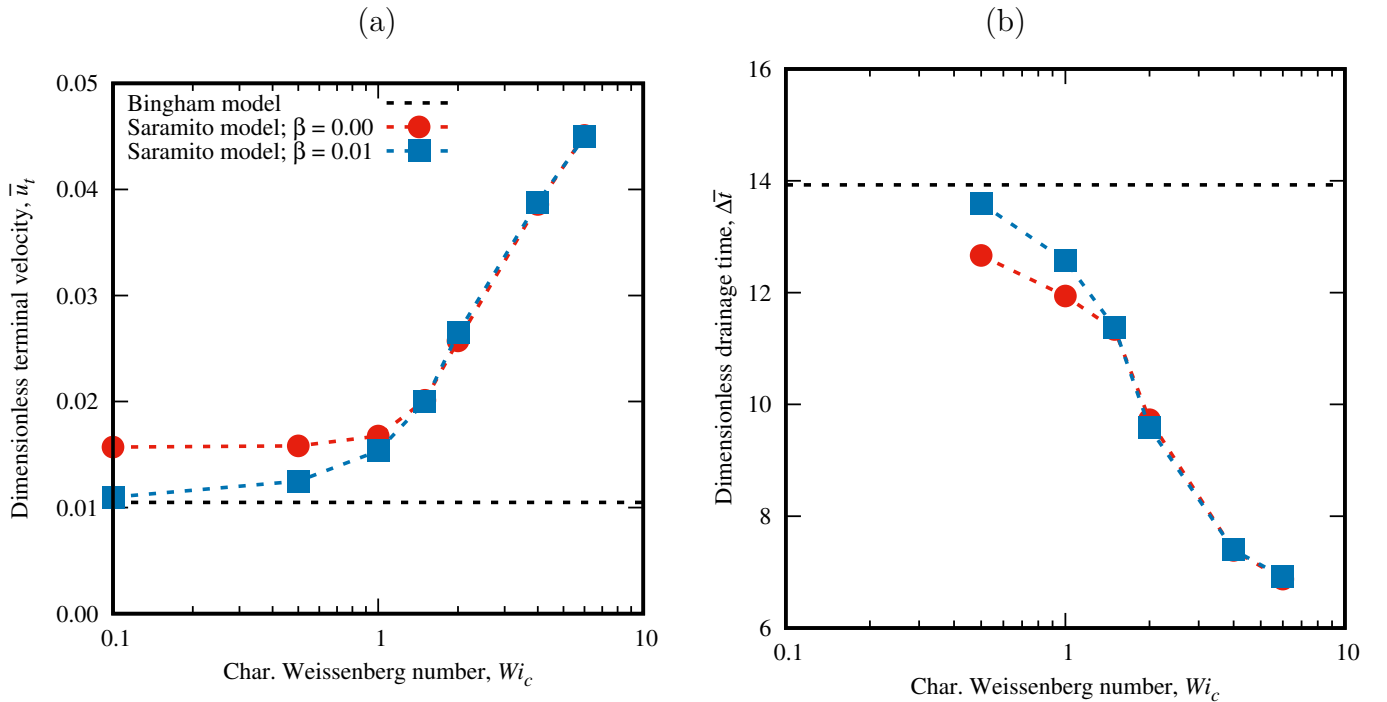 (a)
0.05
0.04
0.03
0.02
0.01
0.00
Dimensionless terminal velocity, u̅ₜ
Bingham model
Saramito model; β = 0.00
Saramito model; β = 0.01
0.1
1
10
Char. Weissenberg number, Wi_c
(b)
16
14
12
10
8
6
Dimensionless drainage time, Δt̅
0.1
1
10
Char. Weissenberg number, Wi_c